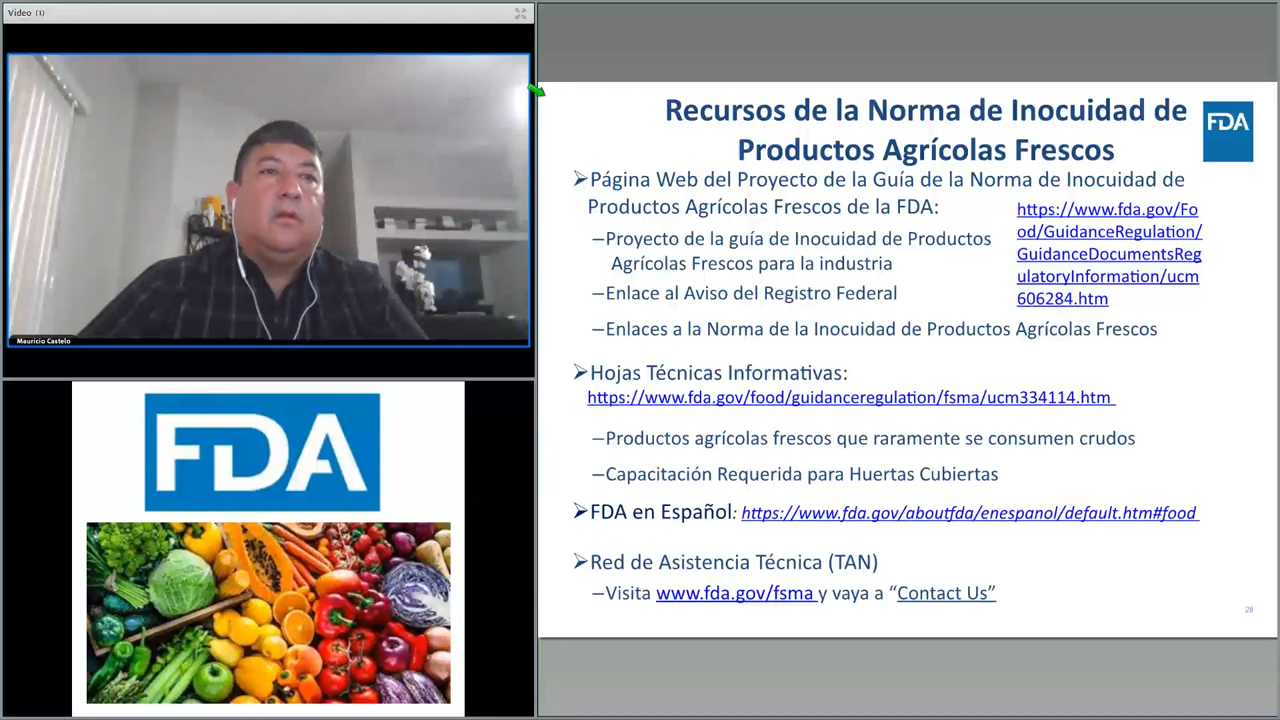 Video (1)
Mauricio Castelo
FDA
Recursos de la Norma de Inocuidad de
Productos Agrícolas Frescos
FDA
➢Página Web del Proyecto de la Guía de la Norma de Inocuidad de
Productos Agrícolas Frescos de la FDA:
https://www.fda.gov/Fo
od/GuidanceRegulation/
GuidanceDocumentsReg
ulatoryInformation/ucm
606284.htm
–Proyecto de la guía de Inocuidad de Productos
Agrícolas Frescos para la industria
–Enlace al Aviso del Registro Federal
–Enlaces a la Norma de la Inocuidad de Productos Agrícolas Frescos
➢Hojas Técnicas Informativas:
https://www.fda.gov/food/guidanceregulation/fsma/ucm334114.htm
–Productos agrícolas frescos que raramente se consumen crudos
–Capacitación Requerida para Huertas Cubiertas
➢FDA en Español: https://www.fda.gov/aboutfda/enespanol/default.htm#food
➢Red de Asistencia Técnica (TAN)
–Visita www.fda.gov/fsma y vaya a “Contact Us”
28